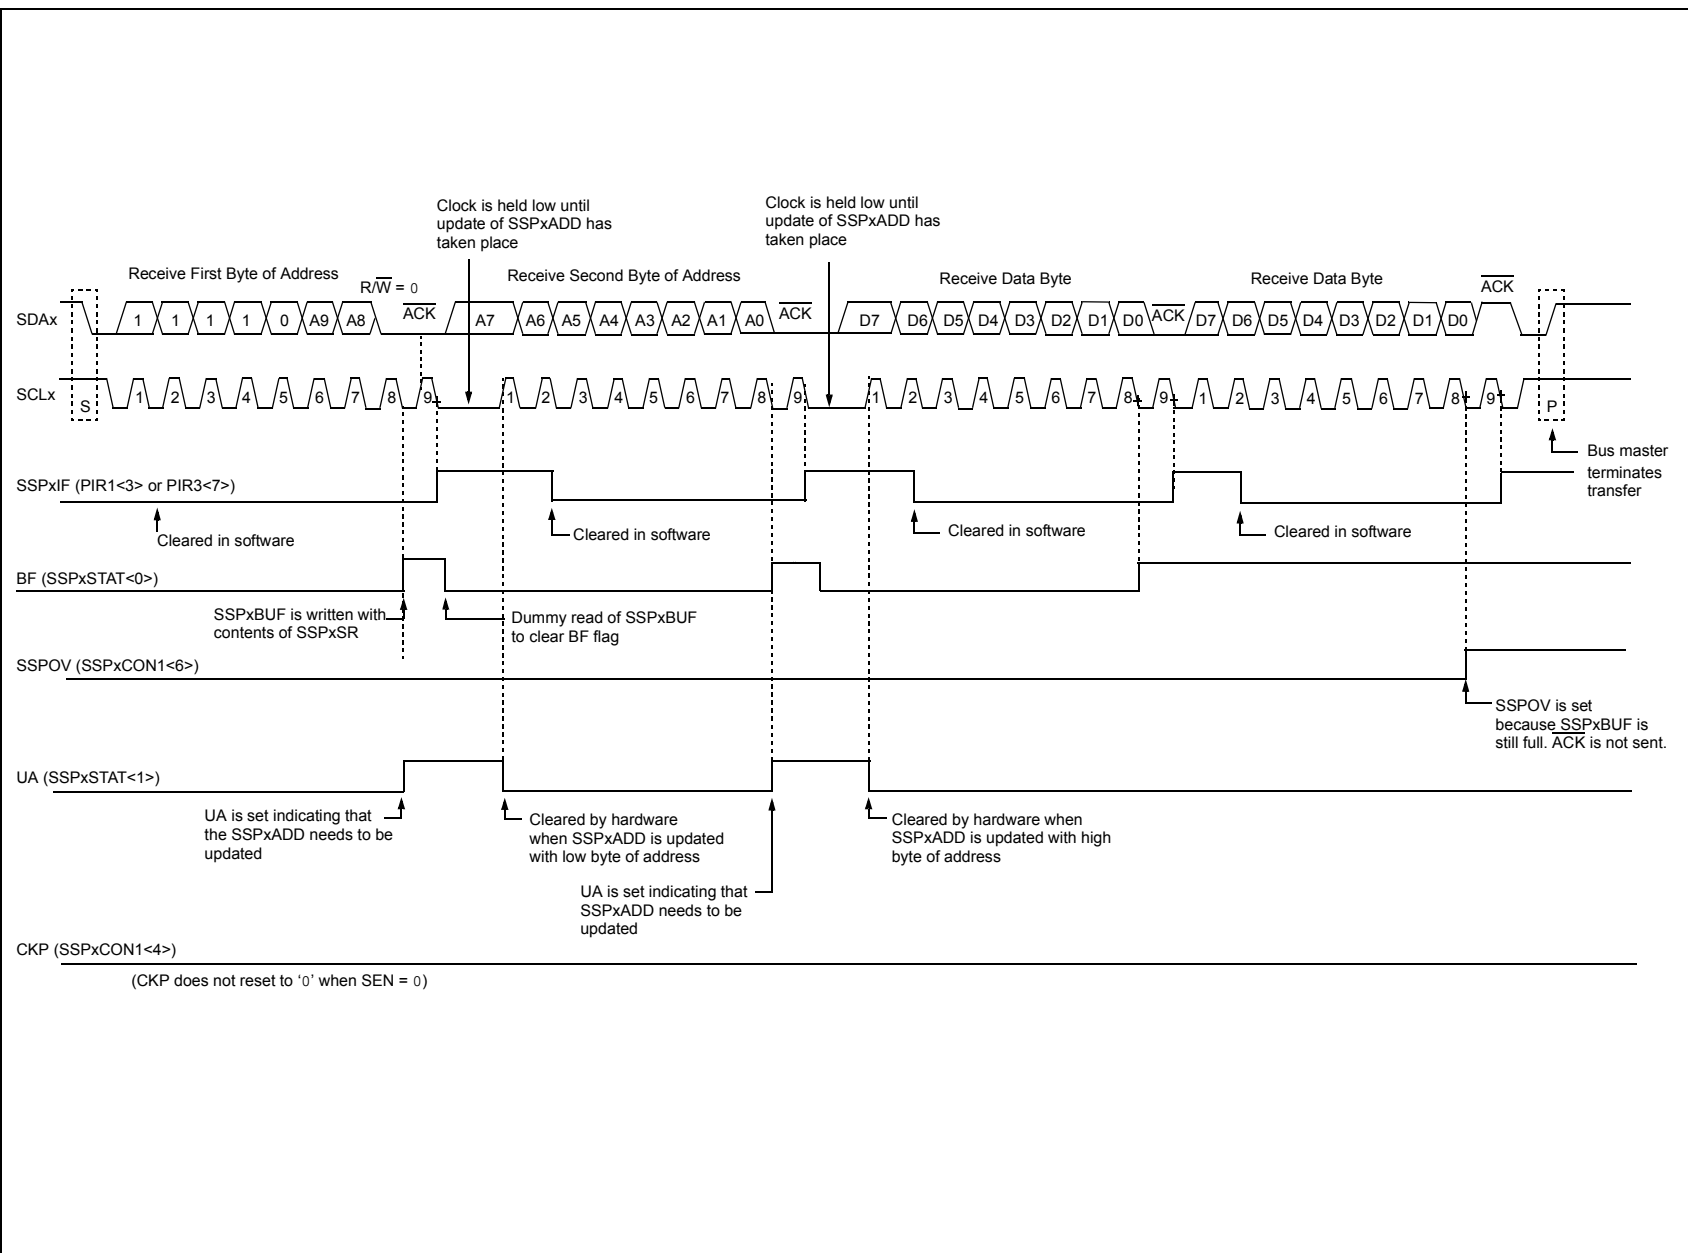 Clock is held low until
update of SSPxADD has
taken place
Clock is held low until
update of SSPxADD has
taken place
Receive First Byte of Address
R/W = 0
ACK
Receive Second Byte of Address
ACK
Receive Data Byte
ACK
Receive Data Byte
ACK
SDAx
1 1 1 1 0 A9 A8 A7 A6 A5 A4 A3 A2 A1 A0 D7 D6 D5 D4 D3 D2 D1 D0 D7 D6 D5 D4 D3 D2 D1 D0
SCLx
S 1 2 3 4 5 6 7 8 9 1 2 3 4 5 6 7 8 9 1 2 3 4 5 6 7 8 9 1 2 3 4 5 6 7 8 9 P
Bus master
terminates
transfer
SSPxIF (PIR1<3> or PIR3<7>)
Cleared in software
Cleared in software
Cleared in software
Cleared in software
BF (SSPxSTAT<0>)
SSPxBUF is written with
contents of SSPxSR
Dummy read of SSPxBUF
to clear BF flag
SSPOV (SSPxCON1<6>)
SSPOV is set
because SSPxBUF is
still full. ACK is not sent.
UA (SSPxSTAT<1>)
UA is set indicating that
the SSPxADD needs to be
updated
Cleared by hardware
when SSPxADD is updated
with low byte of address
UA is set indicating that
SSPxADD needs to be
updated
Cleared by hardware when
SSPxADD is updated with high
byte of address
CKP (SSPxCON1<4>)
(CKP does not reset to ‘0’ when SEN = 0)